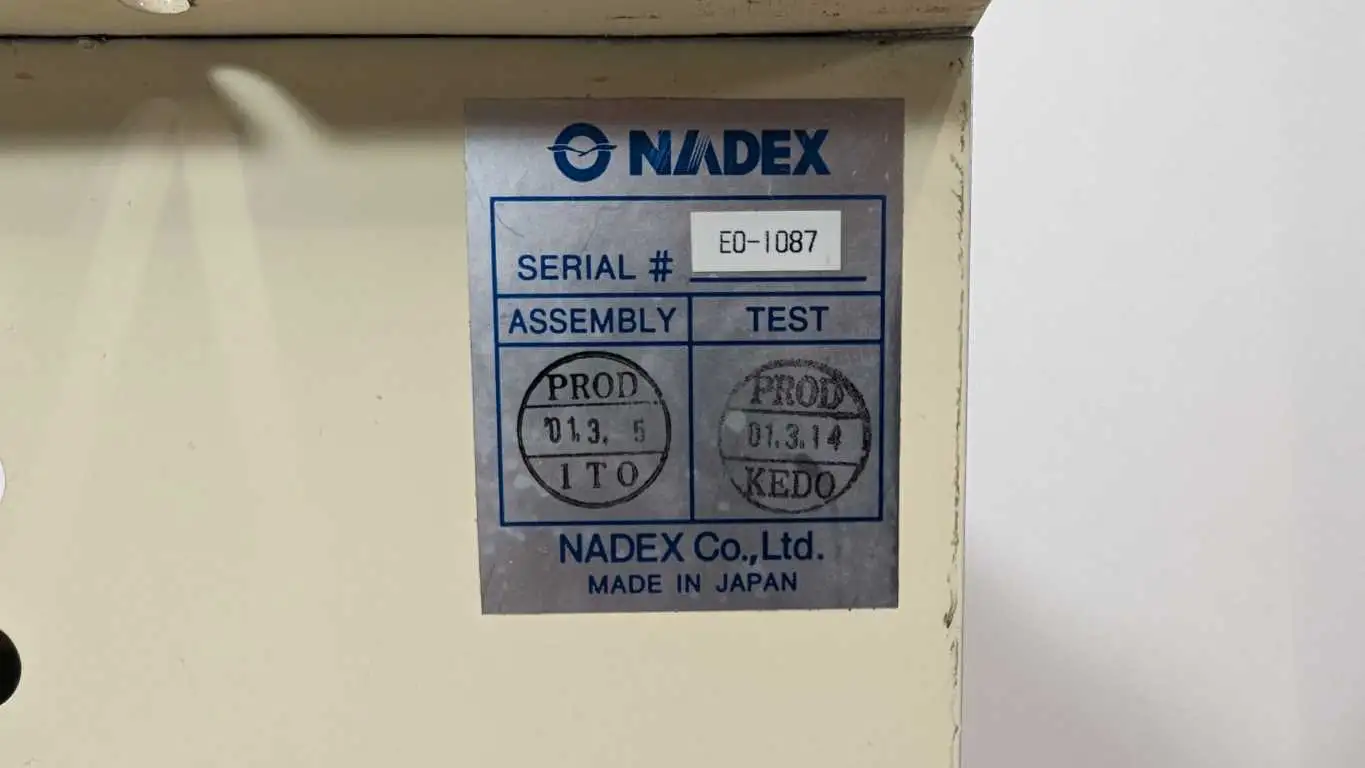 NADEX
SERIAL # E0-1087
ASSEMBLY TEST
PROD
'01.3. 5
ITO
PROD
01.3.14
KEDO
NADEX Co.,Ltd.
MADE IN JAPAN